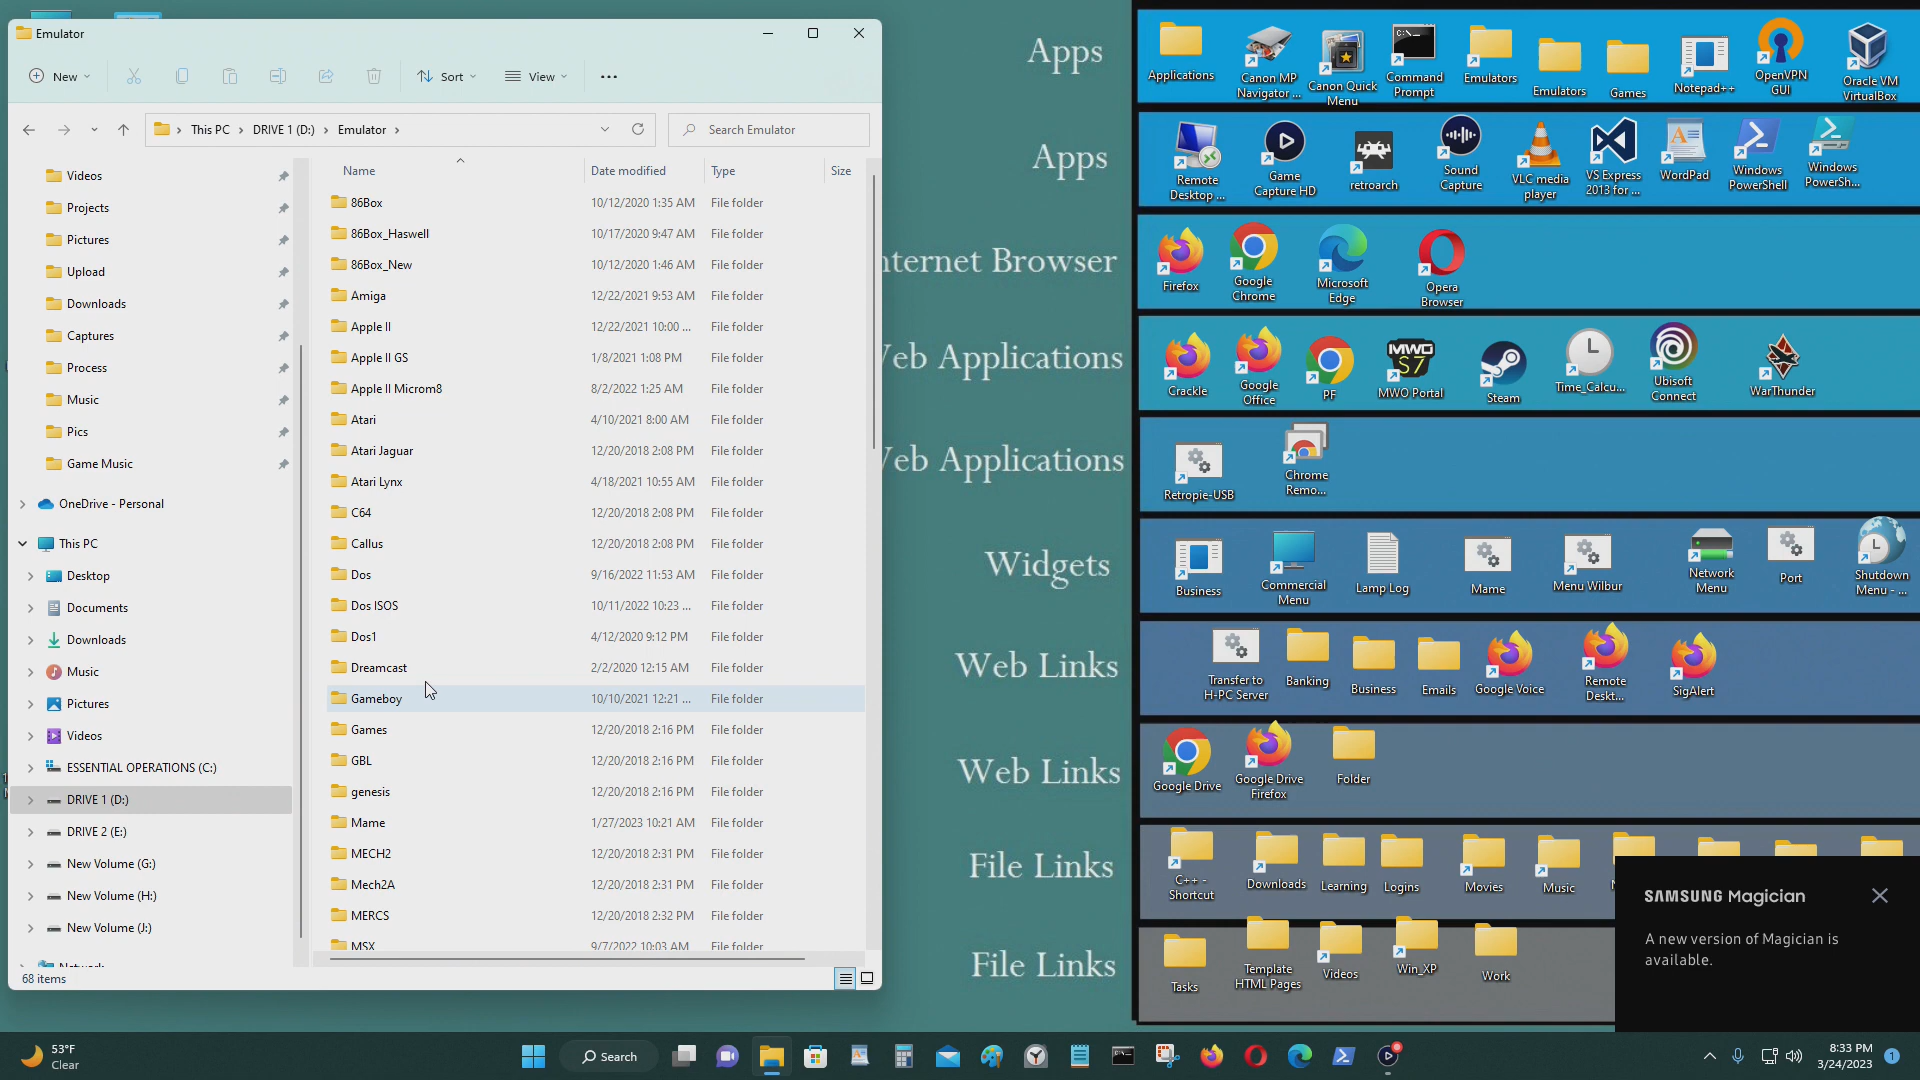 Emulator
New
Sort
View
This PC
DRIVE 1 (D:)
Emulator
Search Emulator
Videos
Projects
Pictures
Upload
Downloads
Captures
Process
Music
Pics
Game Music
OneDrive - Personal
This PC
Desktop
Documents
Downloads
Music
Pictures
Videos
ESSENTIAL OPERATIONS (C:)
DRIVE 1 (D:)
DRIVE 2 (E:)
New Volume (G:)
New Volume (H:)
New Volume (J:)
Network
68 items
Name Date modified Type Size
86Box 10/12/2020 1:35 AM File folder
86Box_Haswell 10/17/2020 9:47 AM File folder
86Box_New 10/12/2020 1:46 AM File folder
Amiga 12/22/2021 9:53 AM File folder
Apple II 12/22/2021 10:00 ... File folder
Apple II GS 1/8/2021 1:08 PM File folder
Apple II Microm8 8/2/2022 1:25 AM File folder
Atari 4/10/2021 8:00 AM File folder
Atari Jaguar 12/20/2018 2:08 PM File folder
Atari Lynx 4/18/2021 10:55 AM File folder
C64 12/20/2018 2:08 PM File folder
Callus 12/20/2018 2:08 PM File folder
Dos 9/16/2022 11:53 AM File folder
Dos ISOS 10/11/2022 10:23 ... File folder
Dos1 4/12/2020 9:12 PM File folder
Dreamcast 2/2/2020 12:15 AM File folder
Gameboy 10/10/2021 12:21 ... File folder
Games 12/20/2018 2:16 PM File folder
GBL 12/20/2018 2:16 PM File folder
genesis 12/20/2018 2:16 PM File folder
Mame 1/27/2023 10:21 AM File folder
MECH2 12/20/2018 2:31 PM File folder
Mech2A 12/20/2018 2:31 PM File folder
MERCS 12/20/2018 2:32 PM File folder
MSX 9/7/2022 10:03 AM File folder
Apps
Apps
nternet Browser
Web Applications
Web Applications
Widgets
Web Links
Web Links
File Links
File Links
Applications
Canon MP
Navigator ...
Canon Quick
Menu
Command
Prompt
Emulators
Emulators
Games
Notepad++
OpenVPN
GUI
Oracle VM
VirtualBox
Remote
Desktop ...
Game
Capture HD
retroarch
Sound
Capture
VLC media
player
VS Express
2013 for ...
WordPad
Windows
PowerShell
Windows
PowerSh...
Firefox
Google
Chrome
Microsoft
Edge
Opera
Browser
Crackle
Google
Office
PF
MWO
S7
MWO Portal
Steam
Time_Calcu...
Ubisoft
Connect
WarThunder
Retropie-USB
Chrome
Remo...
Business
Commercial
Menu
Lamp Log
Mame
Menu Wilbur
Network
Menu
Port
Shutdown
Menu - ...
Transfer to
H-PC Server
Banking
Business
Emails
Google Voice
Remote
Deskt...
SigAlert
Google Drive
Google Drive
Firefox
Folder
C++ -
Shortcut
Downloads
Learning
Logins
Movies
Music
Tasks
Template
HTML Pages
Videos
Win_XP
Work
SAMSUNG Magician
A new version of Magician is
available.
53°F
Clear
Search
8:33 PM
3/24/2023
1